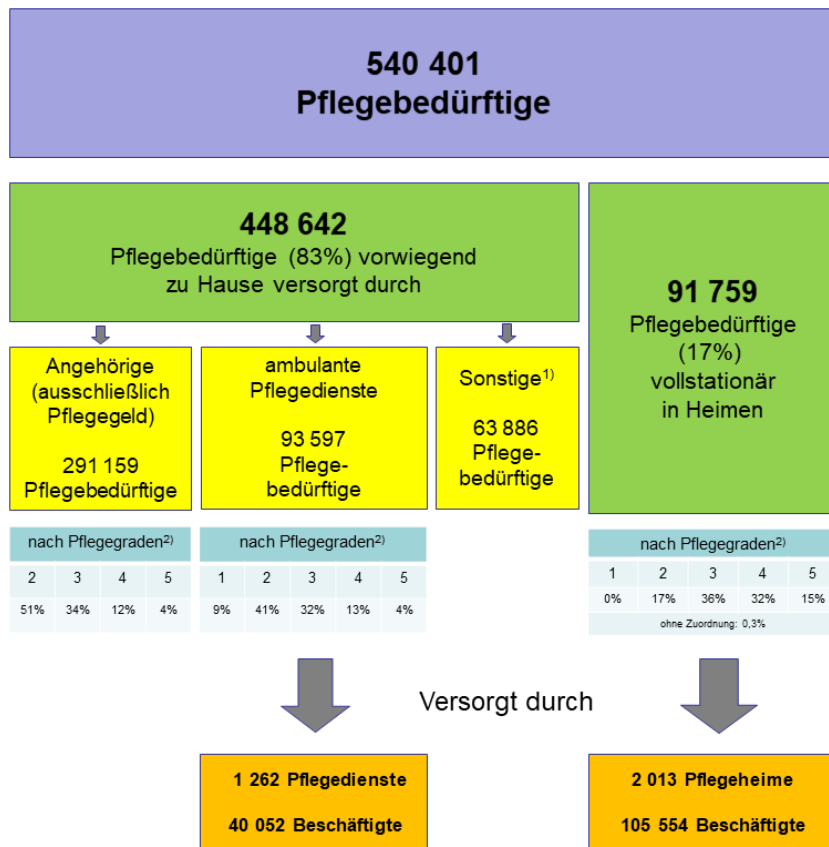 540 401
Pflegebedürftige
448 642
Pflegebedürftige (83%) vorwiegend
zu Hause versorgt durch
91 759
Pflegebedürftige
(17%)
vollstationär
in Heimen
Angehörige
(ausschließlich
Pflegegeld)
291 159
Pflegebedürftige
ambulante
Pflegedienste
93 597
Pflege-
bedürftige
Sonstige1)
63 886
Pflege-
bedürftige
nach Pflegegraden2)
2 3 4 5
51% 34% 12% 4%
nach Pflegegraden2)
1 2 3 4 5
9% 41% 32% 13% 4%
nach Pflegegraden2)
1 2 3 4 5
0% 17% 36% 32% 15%
ohne Zuordnung: 0,3%
Versorgt durch
1 262 Pflegedienste
40 052 Beschäftigte
2 013 Pflegeheime
105 554 Beschäftigte